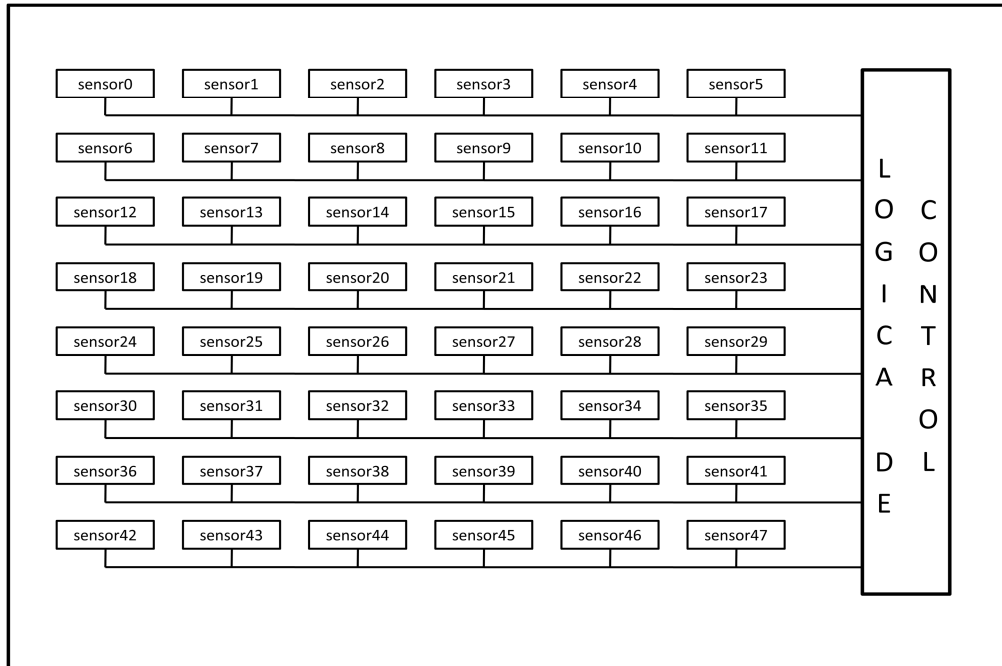 sensor0 sensor1 sensor2 sensor3 sensor4 sensor5
sensor6 sensor7 sensor8 sensor9 sensor10 sensor11
sensor12 sensor13 sensor14 sensor15 sensor16 sensor17
sensor18 sensor19 sensor20 sensor21 sensor22 sensor23
sensor24 sensor25 sensor26 sensor27 sensor28 sensor29
sensor30 sensor31 sensor32 sensor33 sensor34 sensor35
sensor36 sensor37 sensor38 sensor39 sensor40 sensor41
sensor42 sensor43 sensor44 sensor45 sensor46 sensor47
LOGICA DE
CONTROL